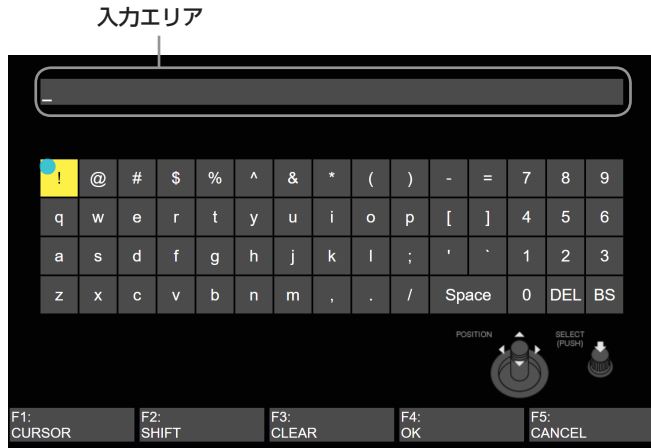 入力エリア
_
! @ # $ % ^ & * ( ) - = 7 8 9
q w e r t y u i o p [ ] 4 5 6
a s d f g h j k l ; ' ` 1 2 3
z x c v b n m , . / Space 0 DEL BS
POSITION SELECT
(PUSH)
F1: F2: F3: F4: F5:
CURSOR SHIFT CLEAR OK CANCEL